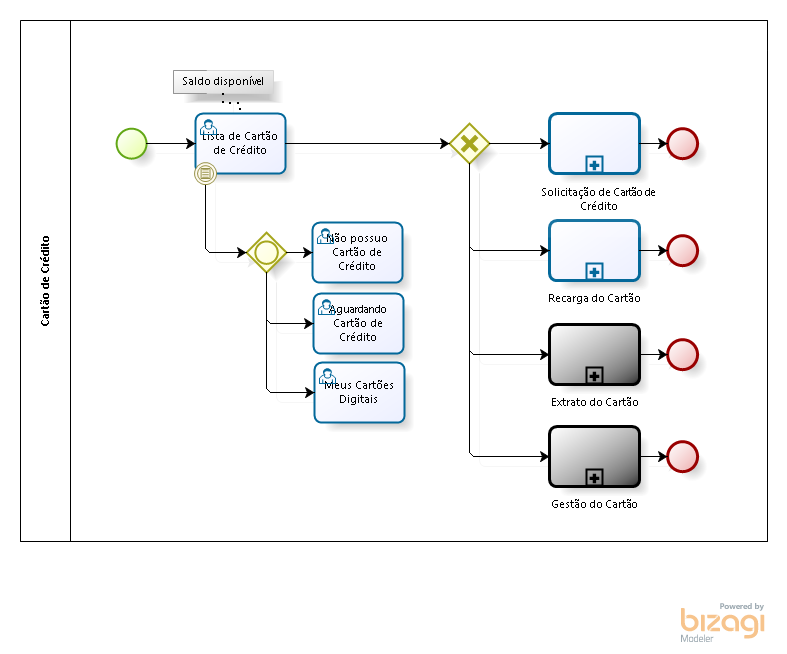 Cartão de Crédito
Saldo disponível
Lista de Cartão
de Crédito
Não possuo
Cartão de
Crédito
Aguardando
Cartão de
Crédito
Meus Cartões
Digitais
Solicitação de Cartão de
Crédito
Recarga do Cartão
Extrato do Cartão
Gestão do Cartão
Powered by
bizagi
Modeler